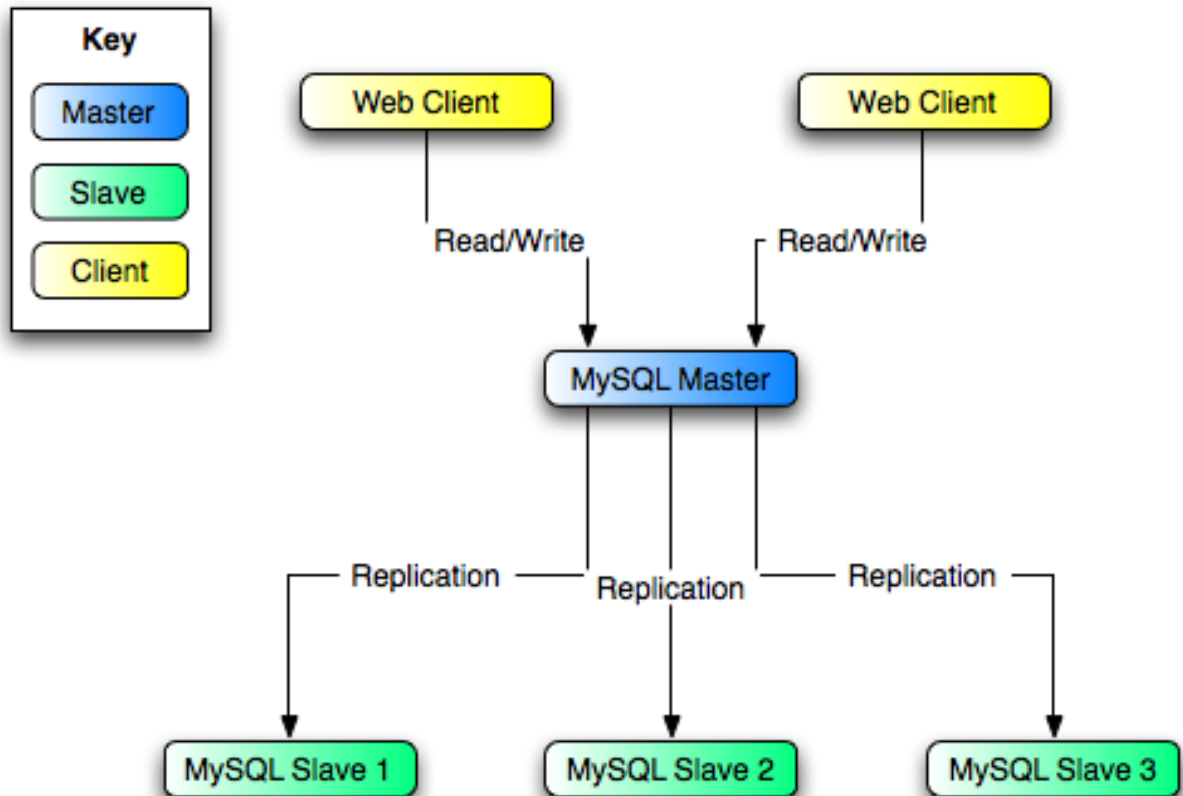 Key
Master
Slave
Client
Web Client
Web Client
Read/Write
Read/Write
MySQL Master
Replication
Replication
Replication
MySQL Slave 1
MySQL Slave 2
MySQL Slave 3